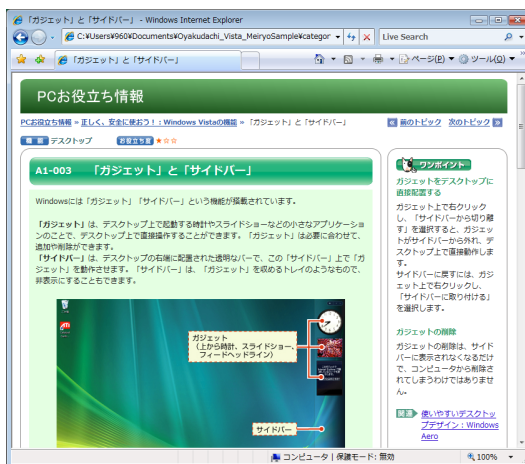 「ガジェット」と「サイドバー」 - Windows Internet Explorer
C:¥Users¥960¥Documents¥Oyakudachi_Vista_MeiryoSample¥categor
Live Search
「ガジェット」と「サイドバー」
ページ(P)
ツール(O)
PCお役立ち情報
PCお役立ち情報 » 正しく、安全に使おう！：Windows Vistaの機能 » 「ガジェット」と「サイドバー」
前のトピック 次のトピック
機 能 デスクトップ お役立ち度 ★☆☆
A1-003 「ガジェット」と「サイドバー」
Windowsには「ガジェット」「サイドバー」という機能が搭載されています。
「ガジェット」は、デスクトップ上で起動する時計やスライドショーなどの小さなアプリケーショ
ンのことで、デスクトップ上で直接操作することができます。「ガジェット」は必要に合わせて、
追加や削除ができます。
「サイドバー」は、デスクトップの右端に配置された透明なバーで、この「サイドバー」上で「ガ
ジェット」を動作させます。「サイドバー」は、「ガジェット」を収めるトレイのようなもので、
非表示にすることもできます。
ガジェット
（上から時計、スライドショー、
フィードヘッドライン）
サイドバー
ワンポイント
ガジェットをデスクトップに
直接配置する
ガジェット上で右クリック
し、「サイドバーから切り離
す」を選択すると、ガジェッ
トがサイドバーから外れ、デ
スクトップ上で直接動作しま
す。
サイドバーに戻すには、ガジ
ェット上で右クリックし、
「サイドバーに取り付ける」
を選択します。
ガジェットの削除
ガジェットの削除は、サイド
バーに表示されなくなるだけ
で、コンピュータから削除さ
れてしまうわけではありませ
ん。
関連 使いやすいデスクトッ
プデザイン：Windows
Aero
コンピュータ | 保護モード: 無効
100%